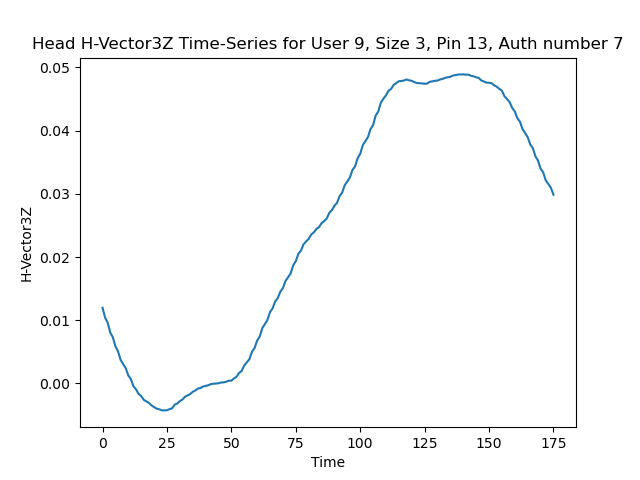 Head H-Vector3Z Time-Series for User 9, Size 3, Pin 13, Auth number 7
0.05
0.04
0.03
0.02
0.01
0.00
H-Vector3Z
0 25 50 75 100 125 150 175
Time